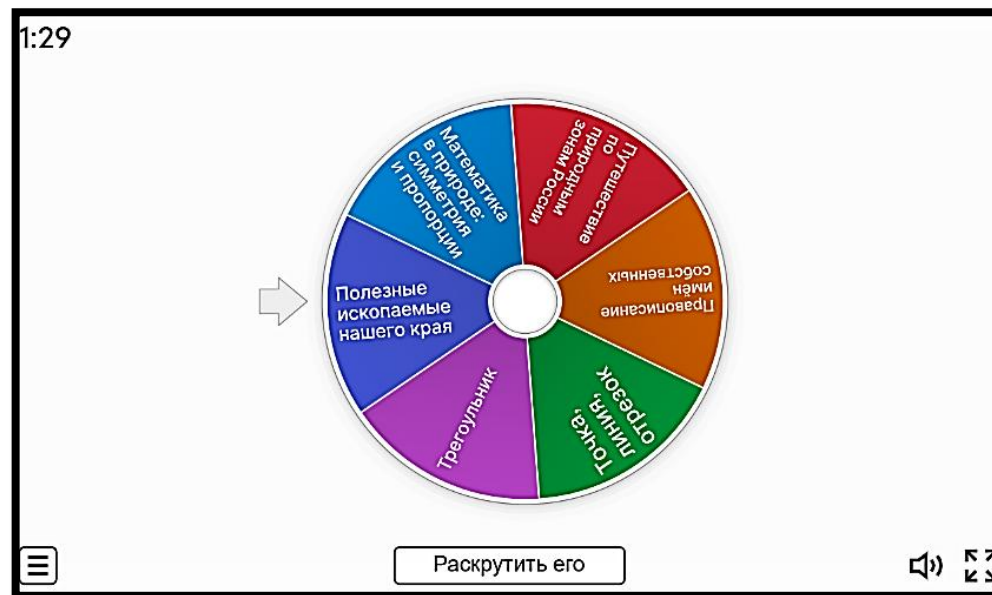 1:29
Математика
в природе:
симметрия
и пропорции
Путешествие
по
природным
зонам России
Правописание
имён
собственных
Точка,
линия,
отрезок
Трегоульник
Полезные
ископаемые
нашего края
Раскрутить его